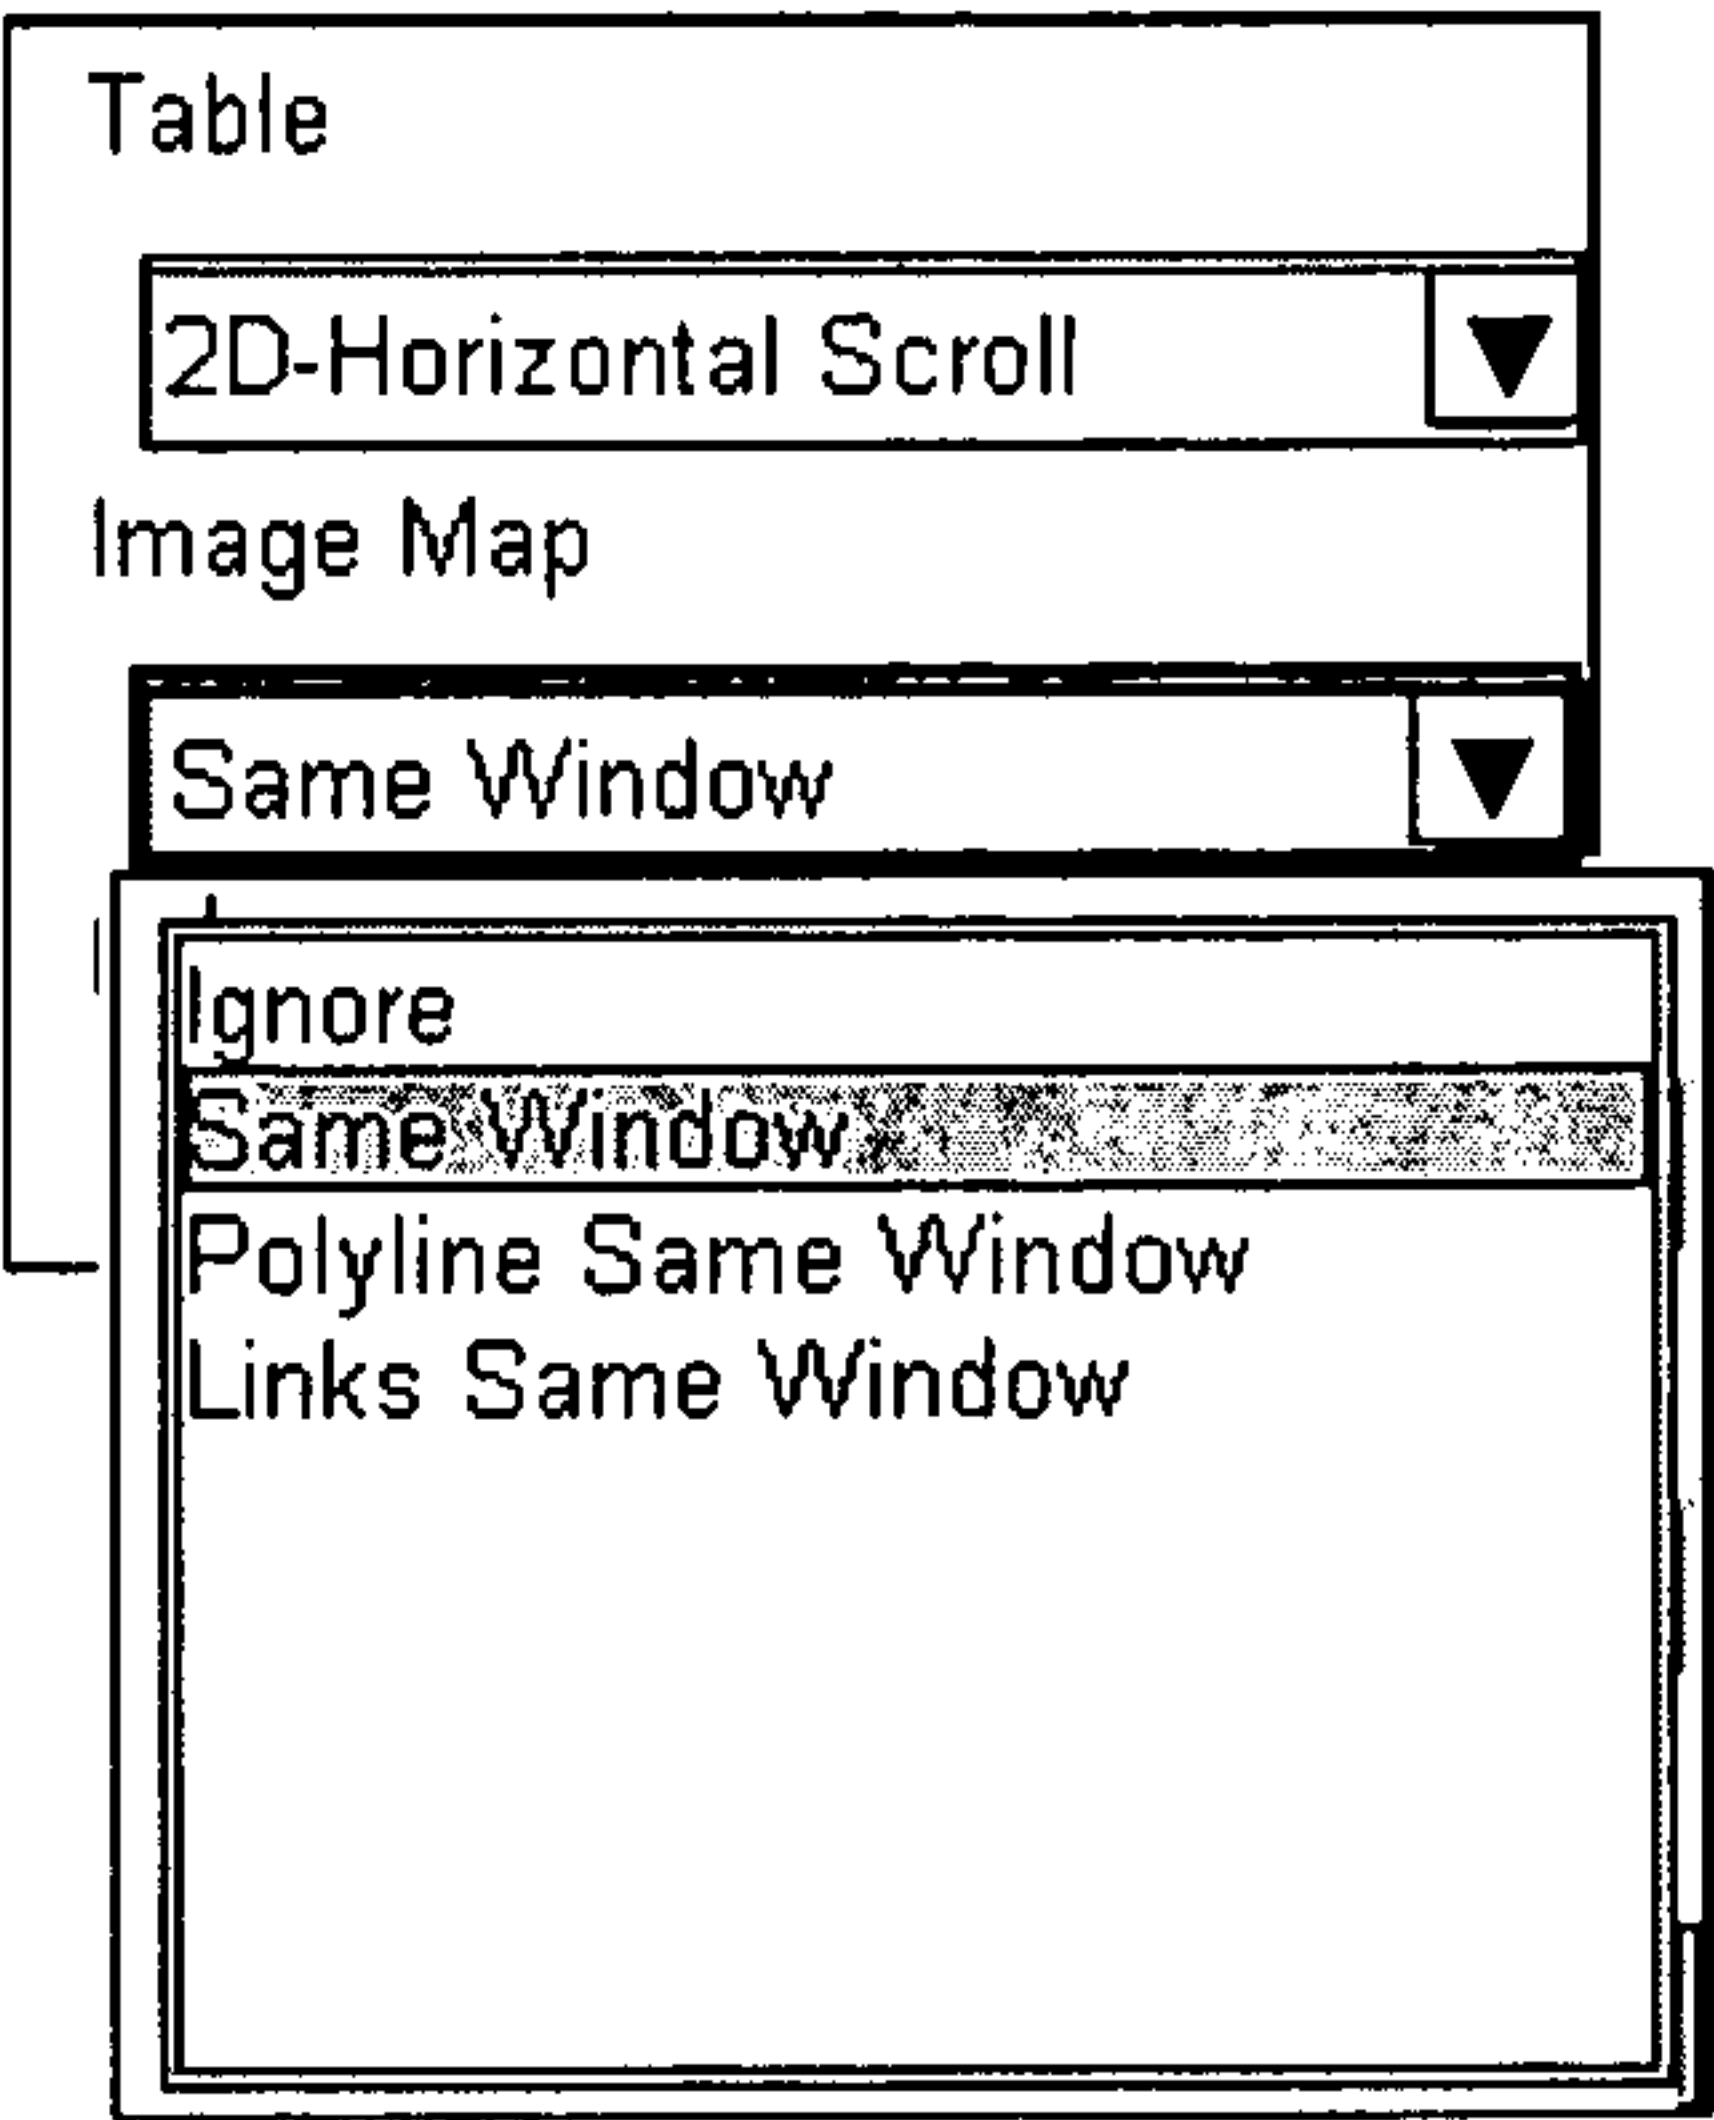 Table
2D-Horizontal Scroll
Image Map
Same Window
Ignore
Same Window
Polyline Same Window
Links Same Window